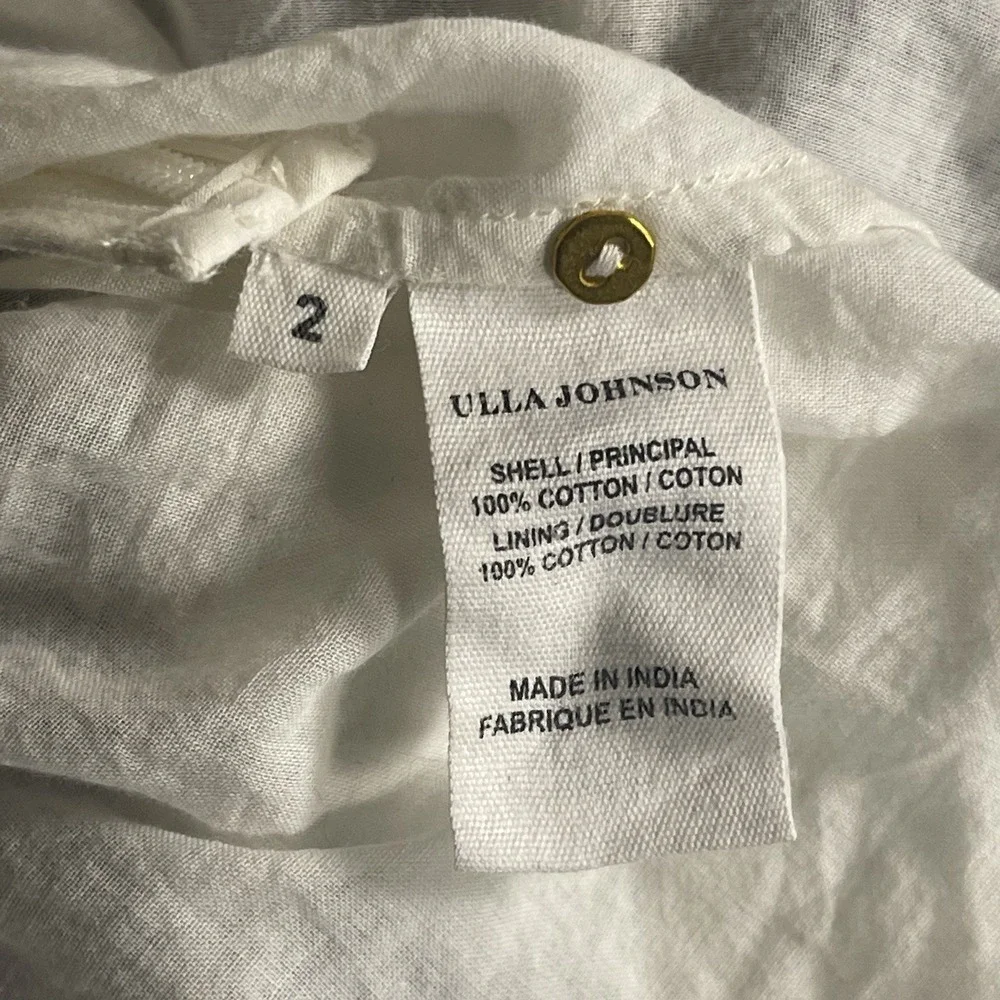 2
ULLA JOHNSON
SHELL / PRINCIPAL
100% COTTON / COTON
LINING / DOUBLURE
100% COTTON / COTON
MADE IN INDIA
FABRIQUE EN INDIA